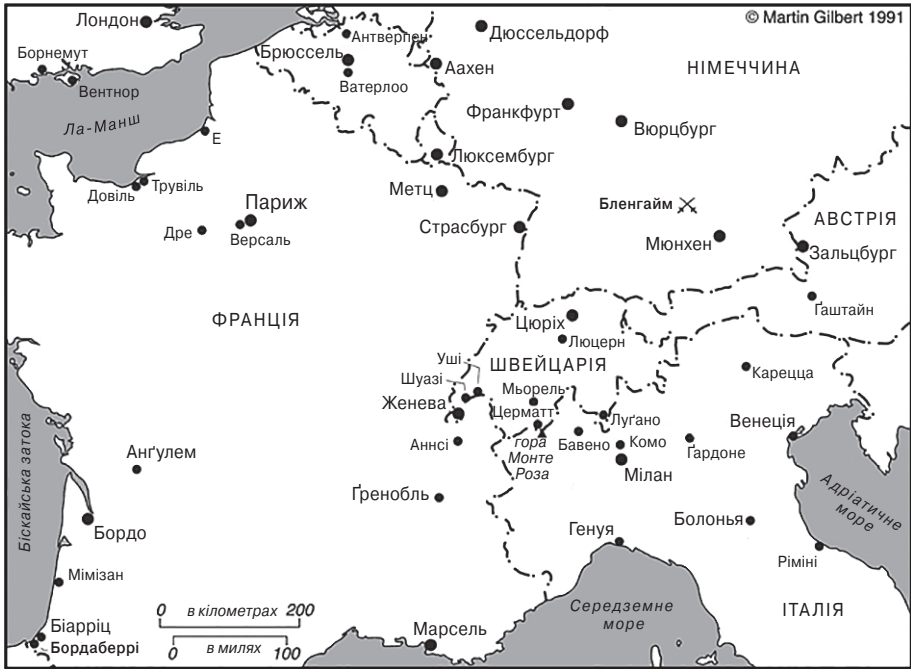 © Martin Gilbert 1991
Лондон
Антверпен
Дюссельдорф
Борнемут
Брюссель
Аахен
НІМЕЧЧИНА
Вентнор
Ватерлоо
Франкфурт
Ла-Манш
Е
Вюрцбург
Люксембург
Довіль
Трувіль
Метц
Париж
Бленгайм
Дре
Версаль
Страсбург
АВСТРІЯ
Мюнхен
Зальцбург
Ґаштайн
ФРАНЦІЯ
Цюріх
Люцерн
Уші
ШВЕЙЦАРІЯ
Карецца
Шуазі
Мьорель
Женева
Церматт
Луґано
Венеція
Аннсі
гора
Монте
Роза
Бавено
Комо
Ґардоне
Мілан
Анґулем
Біскайська затока
Ґренобль
Адріатичне
море
Бордо
Генуя
Болонья
Ріміні
Мімізан
0 в кілометрах 200
Середземне
море
ІТАЛІЯ
Біарріц
Бордаберрі
0 в милях 100
Марсель